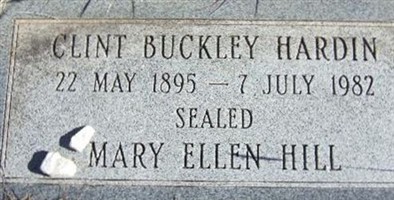 CLINT BUCKLEY HARDIN
22 MAY 1895 — 7 JULY 1982
SEALED
MARY ELLEN HILL